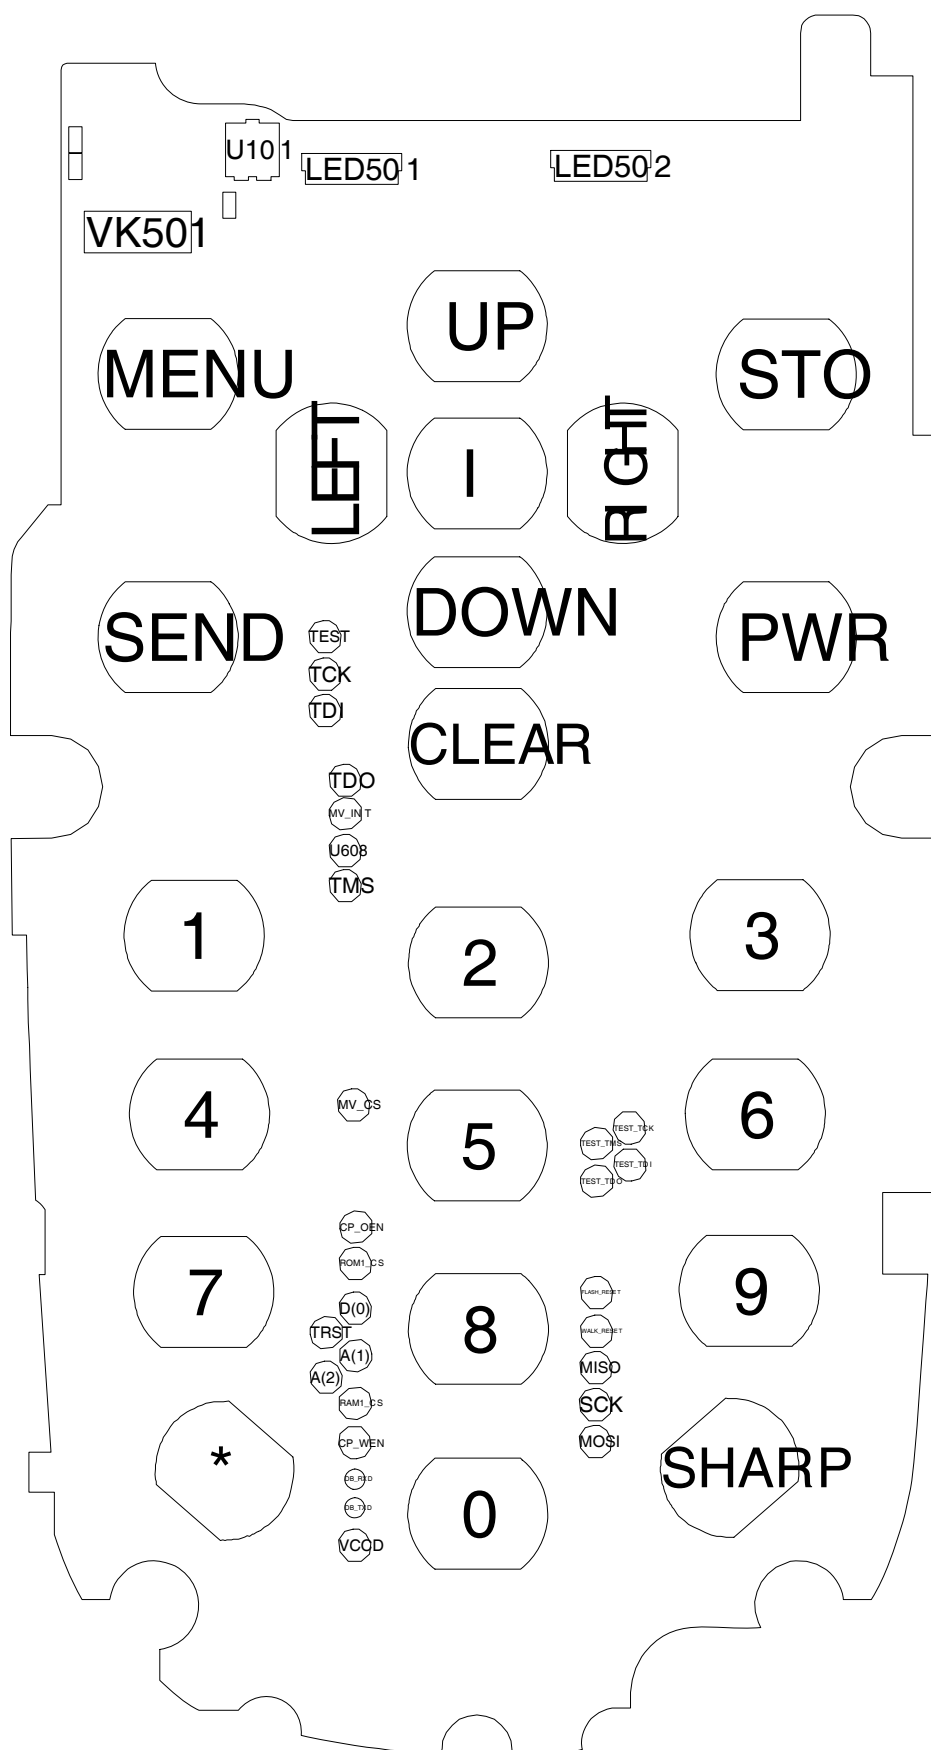 U101
LED501
LED502
VK501
UP
MENU
STO
LEFT
I
RIGHT
DOWN
SEND
PWR
TEST
TCK
TDI
CLEAR
TDO
MV_INT
U608
TMS
1
2
3
4
MV_CS
5
TEST_TCK
TEST_TMS
TEST_TDI
TEST_TDO
6
CP_OEN
ROM1_CS
7
D(0)
TRST
A(1)
A(2)
8
FLASH_RESET
WALK_RESET
MISO
9
RAM1_CS
SCK
CP_WEN
MOSI
*
DB_RXD
SHARP
DB_TXD
0
VCCD